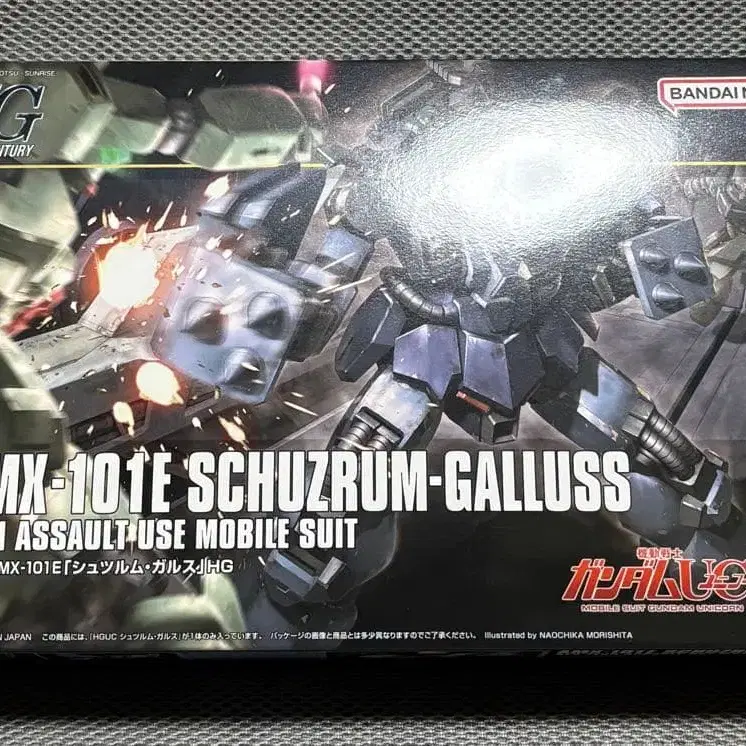 OTSU · SUNRISE
G
TURY
BANDAI N
MX-101E SCHUZRUM-GALLUSS
ASSAULT USE MOBILE SUIT
MX-101E「シュツルム・ガルス」HG
機動戦士
ガンダムUC
MOBILE SUIT GUNDAM UNICORN
N JAPAN この商品には、「HGUC シュツルム・ガルス」が1体のみ入っています。 パッケージの画像と商品とは多少異なりますのでご了承ください。 Illustrated by NAOCHIKA MORISHITA